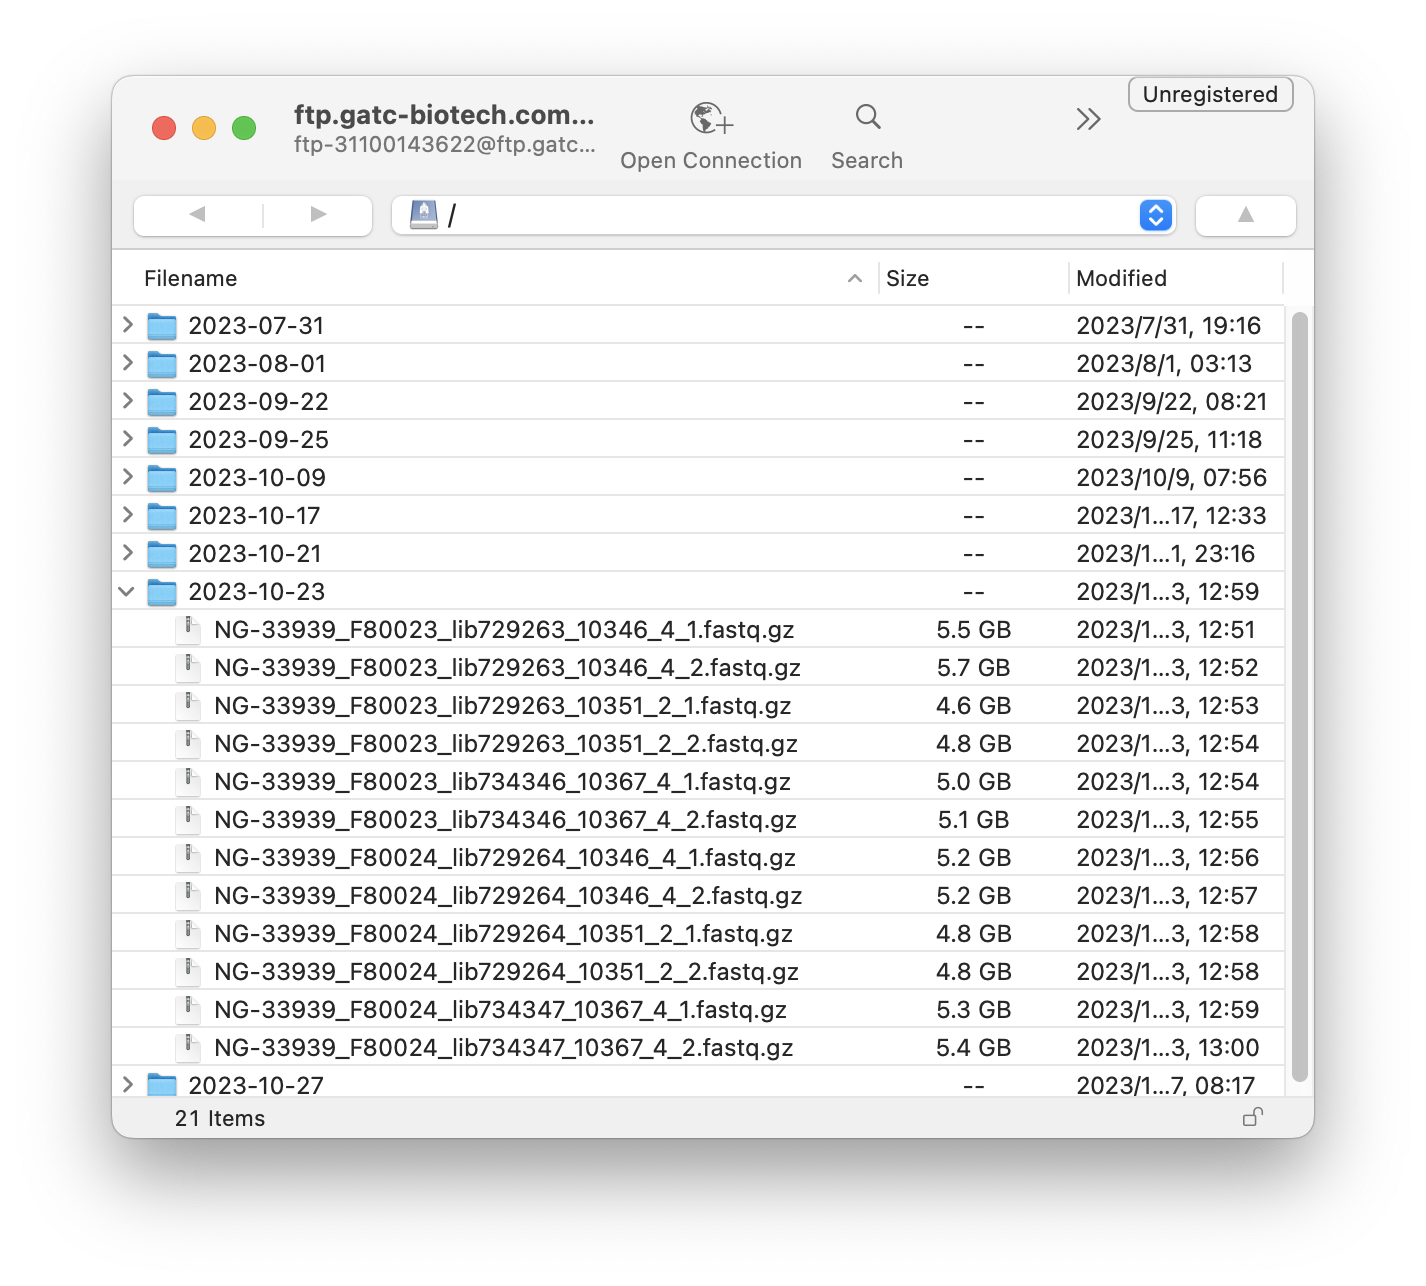 Unregistered
ftp.gatc-biotech.com...
ftp-31100143622@ftp.gatc...
Open Connection
Search
/
Filename Size Modified
2023-07-31 -- 2023/7/31, 19:16
2023-08-01 -- 2023/8/1, 03:13
2023-09-22 -- 2023/9/22, 08:21
2023-09-25 -- 2023/9/25, 11:18
2023-10-09 -- 2023/10/9, 07:56
2023-10-17 -- 2023/1...17, 12:33
2023-10-21 -- 2023/1...1, 23:16
2023-10-23 -- 2023/1...3, 12:59
NG-33939_F80023_lib729263_10346_4_1.fastq.gz 5.5 GB 2023/1...3, 12:51
NG-33939_F80023_lib729263_10346_4_2.fastq.gz 5.7 GB 2023/1...3, 12:52
NG-33939_F80023_lib729263_10351_2_1.fastq.gz 4.6 GB 2023/1...3, 12:53
NG-33939_F80023_lib729263_10351_2_2.fastq.gz 4.8 GB 2023/1...3, 12:54
NG-33939_F80023_lib734346_10367_4_1.fastq.gz 5.0 GB 2023/1...3, 12:54
NG-33939_F80023_lib734346_10367_4_2.fastq.gz 5.1 GB 2023/1...3, 12:55
NG-33939_F80024_lib729264_10346_4_1.fastq.gz 5.2 GB 2023/1...3, 12:56
NG-33939_F80024_lib729264_10346_4_2.fastq.gz 5.2 GB 2023/1...3, 12:57
NG-33939_F80024_lib729264_10351_2_1.fastq.gz 4.8 GB 2023/1...3, 12:58
NG-33939_F80024_lib729264_10351_2_2.fastq.gz 4.8 GB 2023/1...3, 12:58
NG-33939_F80024_lib734347_10367_4_1.fastq.gz 5.3 GB 2023/1...3, 12:59
NG-33939_F80024_lib734347_10367_4_2.fastq.gz 5.4 GB 2023/1...3, 13:00
2023-10-27 -- 2023/1...7, 08:17
21 Items